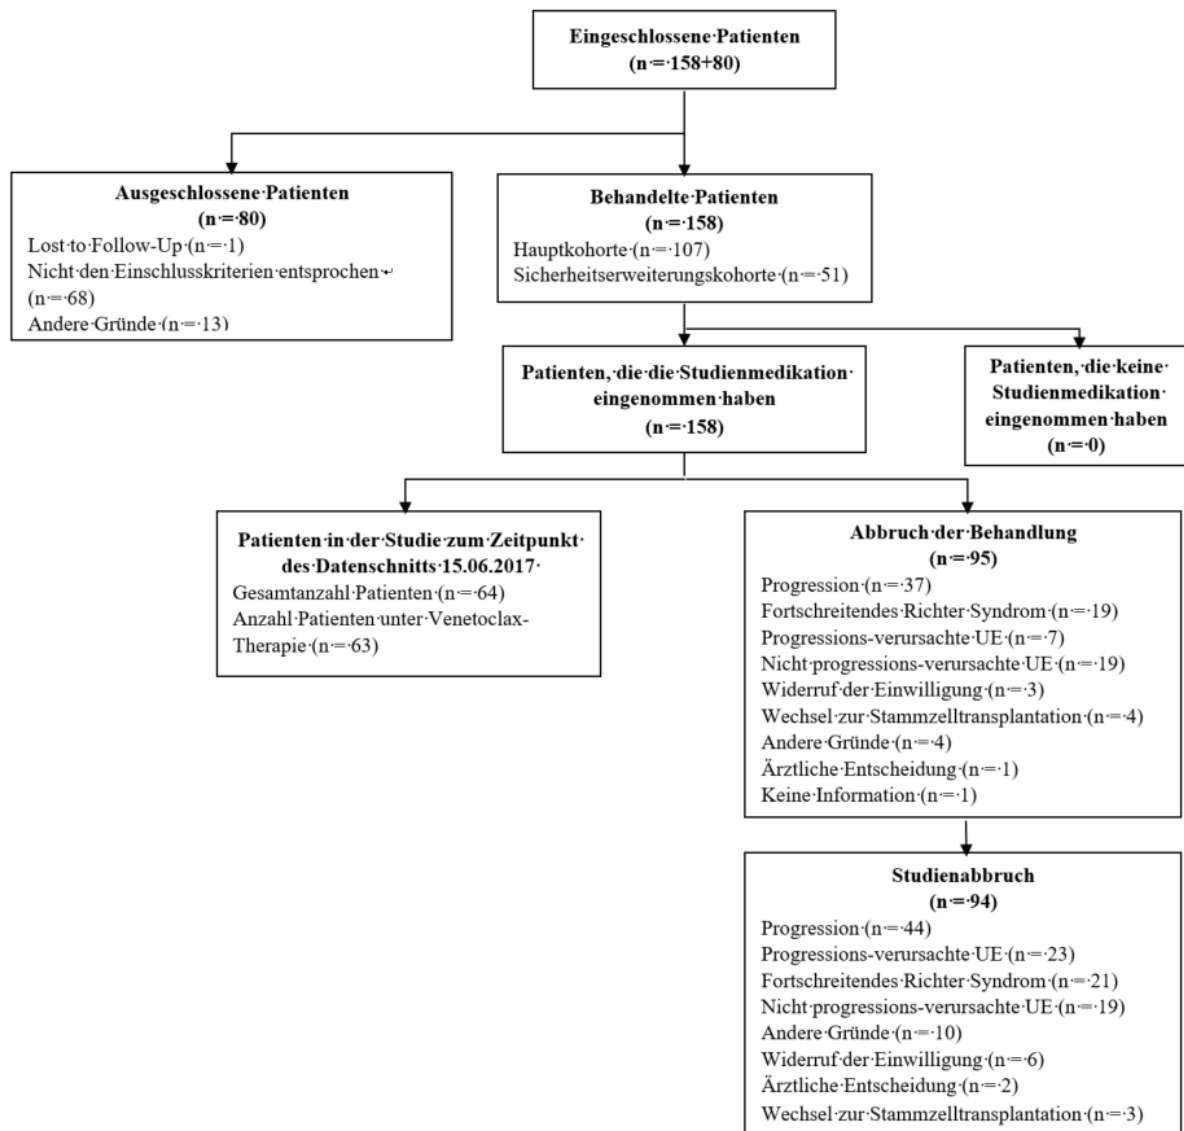 Eingeschlossene·Patienten
(n·=·158+80)
Ausgeschlossene·Patienten
(n·=·80)
Lost·to·Follow-Up·(n·=·1)
Nicht·den·Einschlusskriterien·entsprochen·↵
(n·=·68)
Andere·Gründe·(n·=·13)
Behandelte·Patienten
(n·=·158)
Hauptkohorte·(n·=·107)
Sicherheitserweiterungskohorte·(n·=·51)
Patienten,·die·die·Studienmedikation·
eingenommen·haben
(n·=·158)
Patienten,·die·keine·
Studienmedikation·
eingenommen·haben
(n·=·0)
Patienten·in·der·Studie·zum·Zeitpunkt·
des·Datenschnitts·15.06.2017·
Gesamtanzahl·Patienten·(n·=·64)
Anzahl·Patienten·unter·Venetoclax-
Therapie·(n·=·63)
Abbruch·der·Behandlung
(n·=·95)
Progression·(n·=·37)
Fortschreitendes·Richter·Syndrom·(n·=·19)
Progressions-verursachte·UE·(n·=·7)
Nicht·progressions-verursachte·UE·(n·=·19)
Widerruf·der·Einwilligung·(n·=·3)
Wechsel·zur·Stammzelltransplantation·(n·=·4)
Andere·Gründe·(n·=·4)
Ärztliche·Entscheidung·(n·=·1)
Keine·Information·(n·=·1)
Studienabbruch
(n·=·94)
Progression·(n·=·44)
Progressions-verursachte·UE·(n·=·23)
Fortschreitendes·Richter·Syndrom·(n·=·21)
Nicht·progressions-verursachte·UE·(n·=·19)
Andere·Gründe·(n·=·10)
Widerruf·der·Einwilligung·(n·=·6)
Ärztliche·Entscheidung·(n·=·2)
Wechsel·zur·Stammzelltransplantation·(n·=·3)